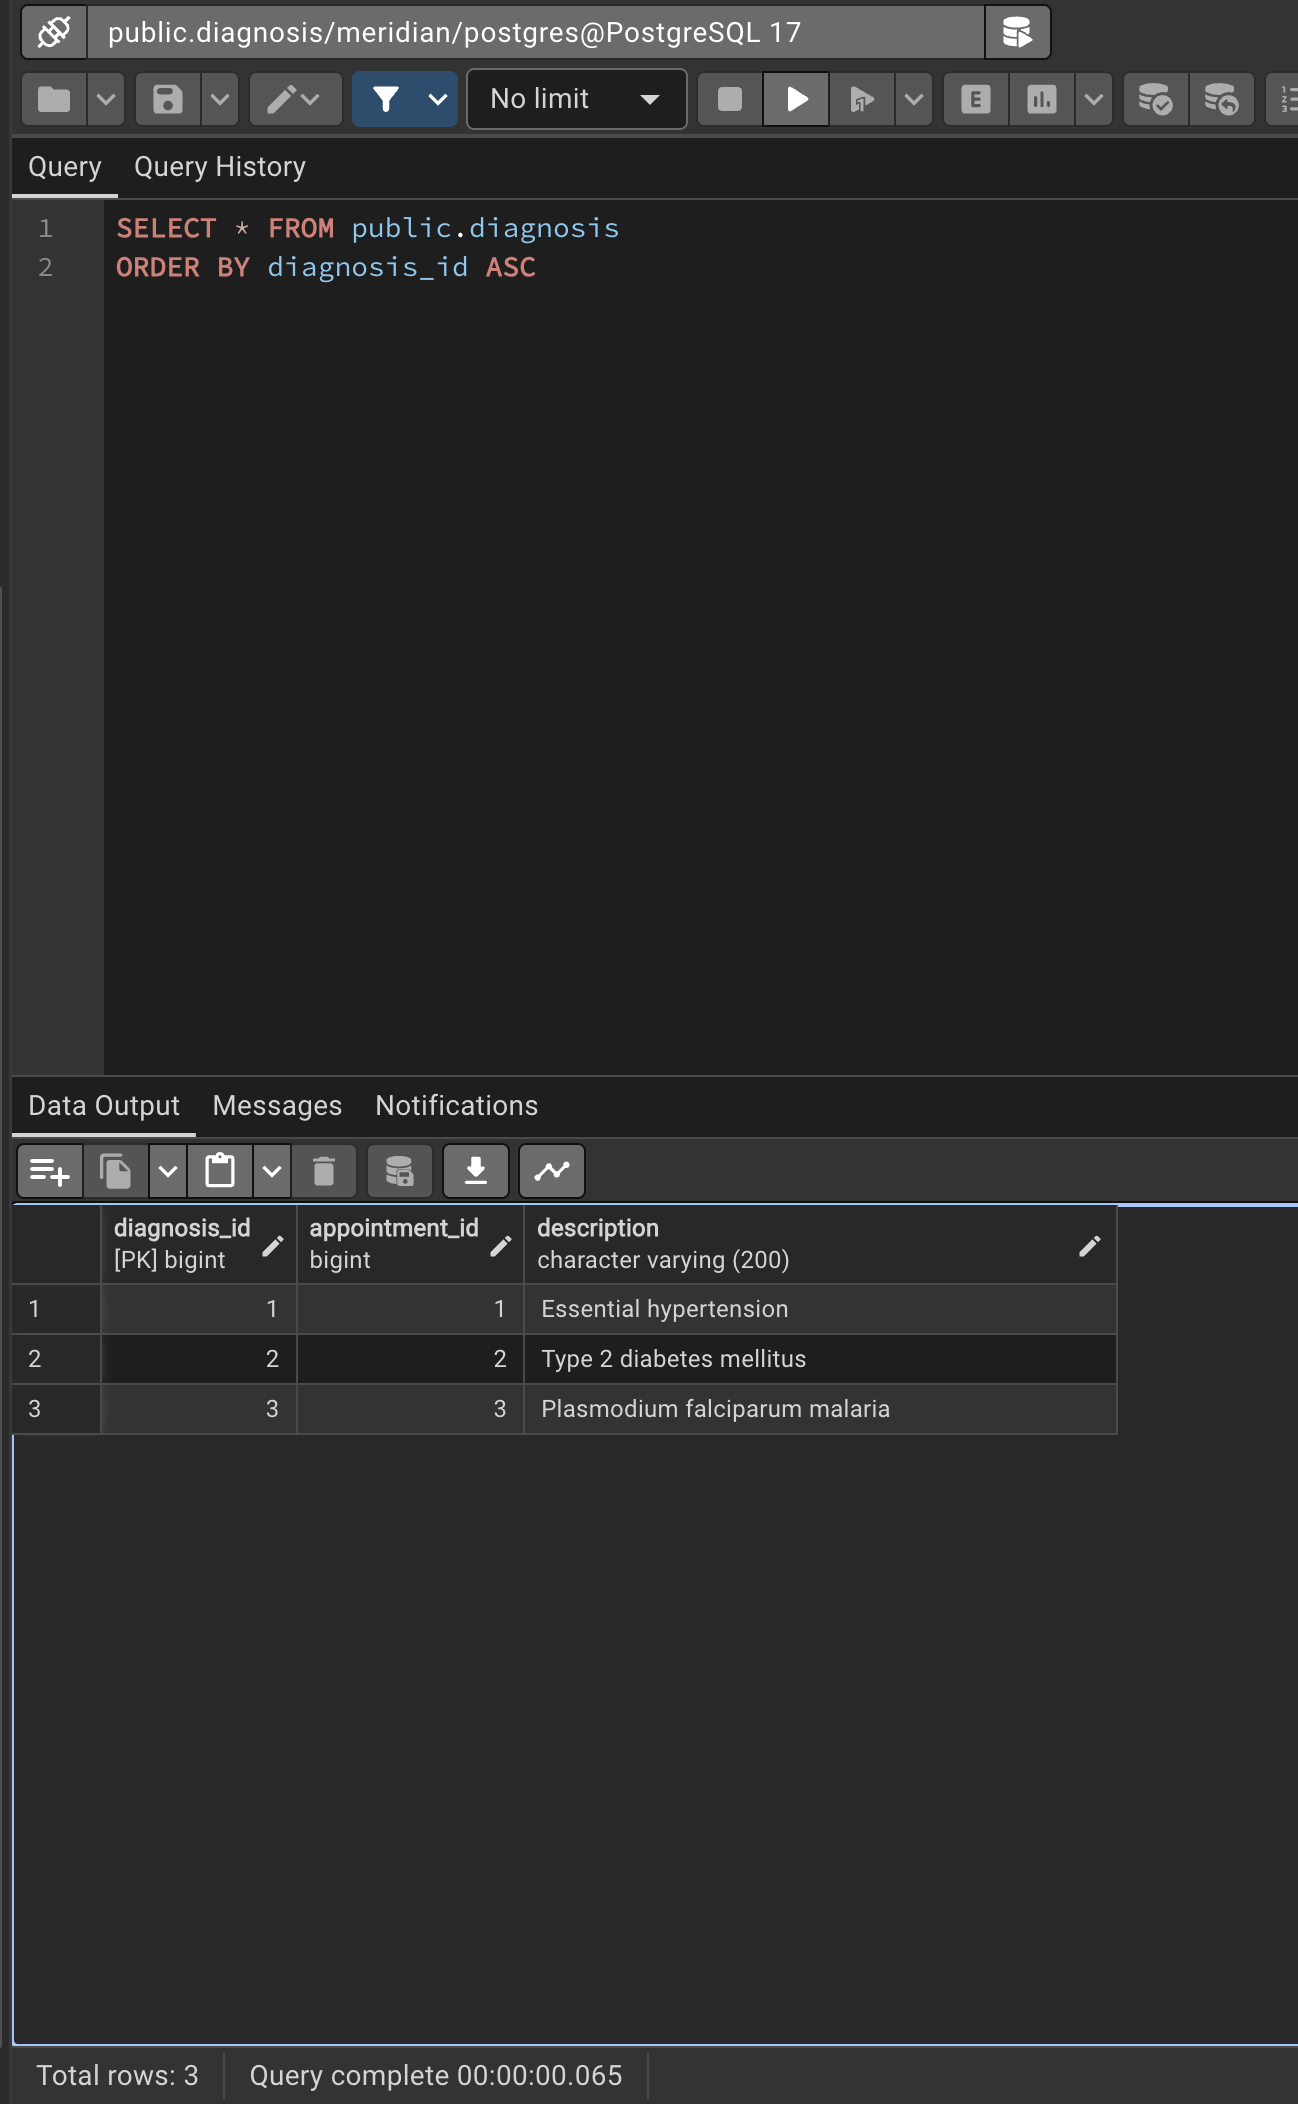 public.diagnosis/meridian/postgres@PostgreSQL 17
No limit
E
1
2
3
Query Query History
1 SELECT * FROM public.diagnosis
2 ORDER BY diagnosis_id ASC
Data Output Messages Notifications
diagnosis_id appointment_id description
[PK] bigint bigint character varying (200)
1 1 1 Essential hypertension
2 2 2 Type 2 diabetes mellitus
3 3 3 Plasmodium falciparum malaria
Total rows: 3 Query complete 00:00:00.065